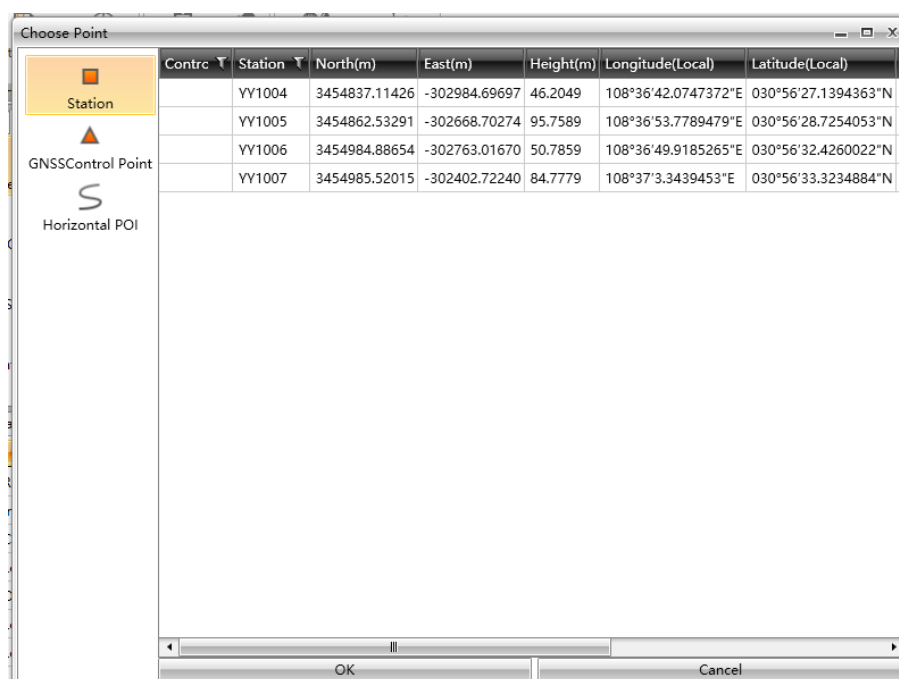 Choose Point
Station
GNSSControl Point
Horizontal POI
Contrc Station North(m) East(m) Height(m) Longitude(Local) Latitude(Local)
YY1004 3454837.11426 -302984.69697 46.2049 108°36'42.0747372"E 030°56'27.1394363"N
YY1005 3454862.53291 -302668.70274 95.7589 108°36'53.7789479"E 030°56'28.7254053"N
YY1006 3454984.88654 -302763.01670 50.7859 108°36'49.9185265"E 030°56'32.4260022"N
YY1007 3454985.52015 -302402.72240 84.7779 108°37'3.3439453"E 030°56'33.3234884"N
OK Cancel